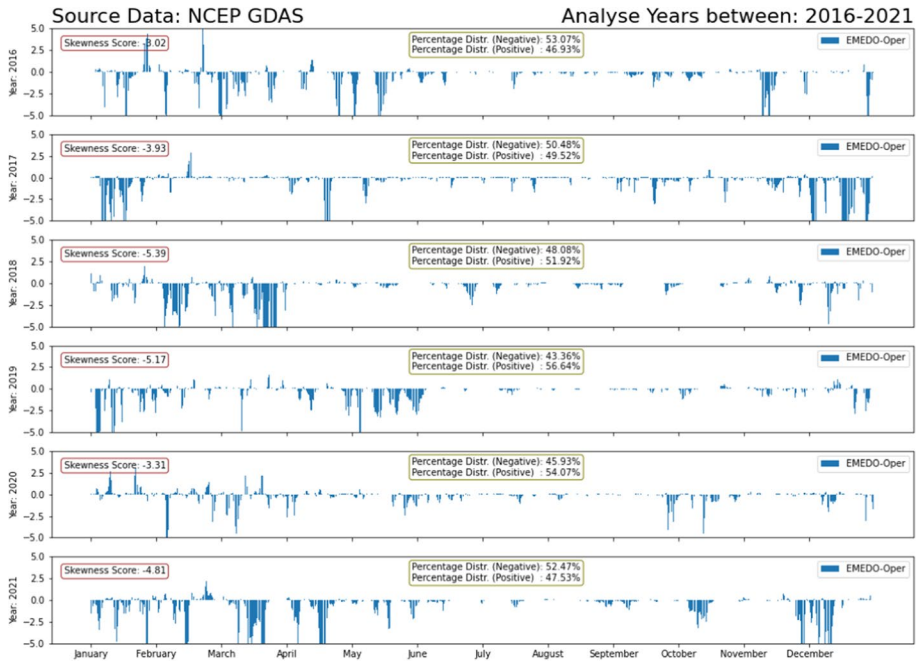 Source Data: NCEP GDAS
Analyse Years between: 2016-2021
Year: 2016
5.0
2.5
0.0
−2.5
−5.0
Skewness Score: -3.02
Percentage Distr. (Negative): 53.07%
Percentage Distr. (Positive) : 46.93%
EMEDO-Oper
Year: 2017
5.0
2.5
0.0
−2.5
−5.0
Skewness Score: -3.93
Percentage Distr. (Negative): 50.48%
Percentage Distr. (Positive) : 49.52%
EMEDO-Oper
Year: 2018
5.0
2.5
0.0
−2.5
−5.0
Skewness Score: -5.39
Percentage Distr. (Negative): 48.08%
Percentage Distr. (Positive) : 51.92%
EMEDO-Oper
Year: 2019
5.0
2.5
0.0
−2.5
−5.0
Skewness Score: -5.17
Percentage Distr. (Negative): 43.36%
Percentage Distr. (Positive) : 56.64%
EMEDO-Oper
Year: 2020
5.0
2.5
0.0
−2.5
−5.0
Skewness Score: -3.31
Percentage Distr. (Negative): 45.93%
Percentage Distr. (Positive) : 54.07%
EMEDO-Oper
Year: 2021
5.0
2.5
0.0
−2.5
−5.0
Skewness Score: -4.81
Percentage Distr. (Negative): 52.47%
Percentage Distr. (Positive) : 47.53%
EMEDO-Oper
January February March April May June July August September October November December